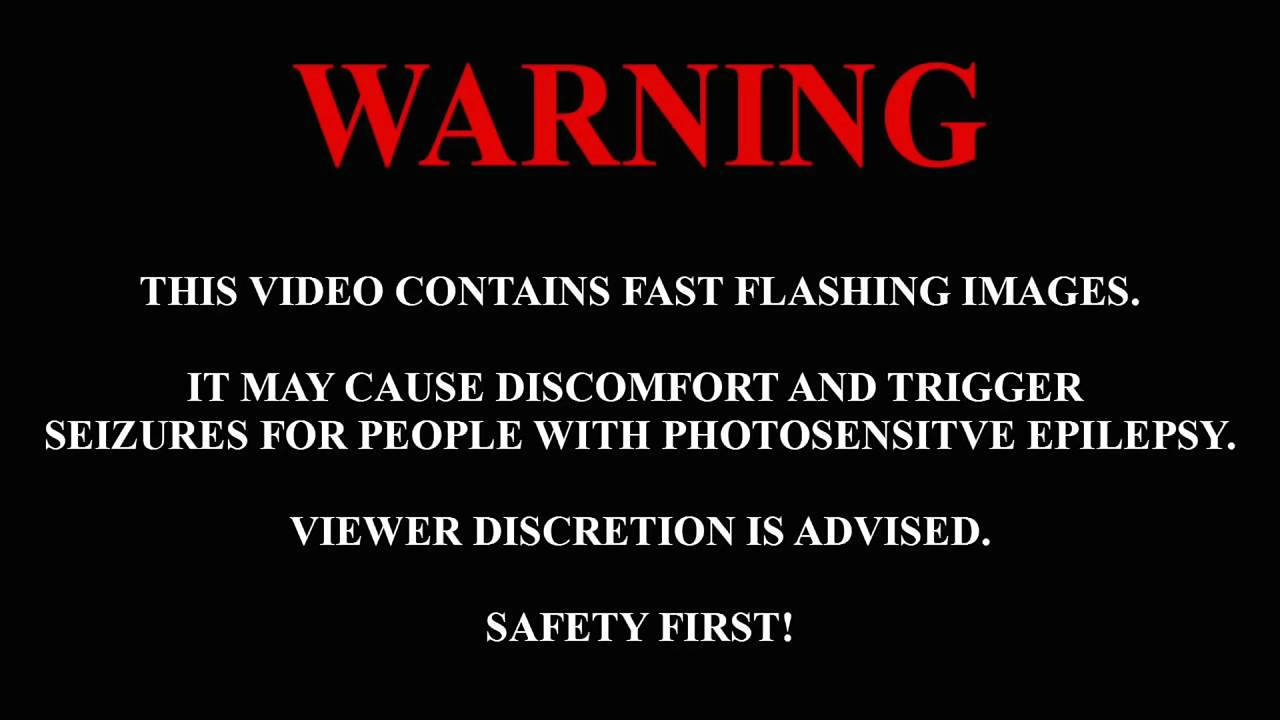 WARNING
THIS VIDEO CONTAINS FAST FLASHING IMAGES.
IT MAY CAUSE DISCOMFORT AND TRIGGER
SEIZURES FOR PEOPLE WITH PHOTOSENSITVE EPILEPSY.
VIEWER DISCRETION IS ADVISED.
SAFETY FIRST!